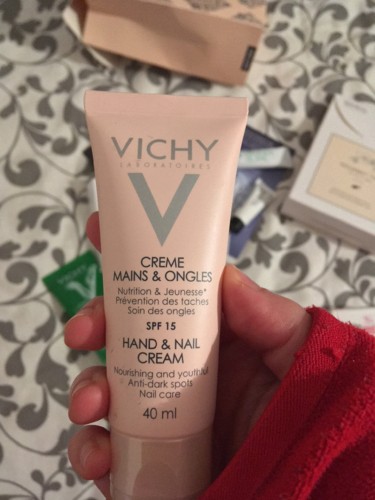 VICHY
LABORATOIRES
CREME
MAINS & ONGLES
Nutrition & Jeunesse*
Prévention des taches
Soin des ongles
SPF 15
HAND & NAIL
CREAM
Nourishing and youthful
Anti-dark spots
Nail care
40 ml
VICHY